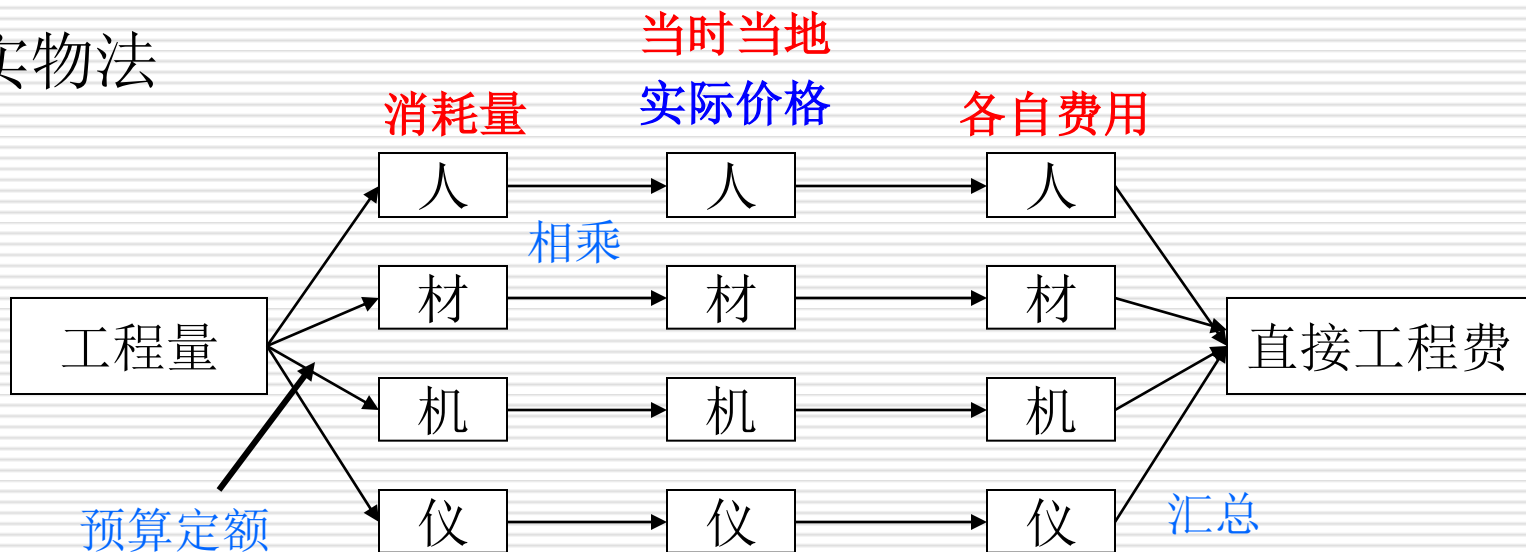 实物法
当时当地
实际价格
消耗量
各自费用
人
人
人
相乘
材
材
材
工程量
直接工程费
机
机
机
仪
仪
仪
预算定额
汇总